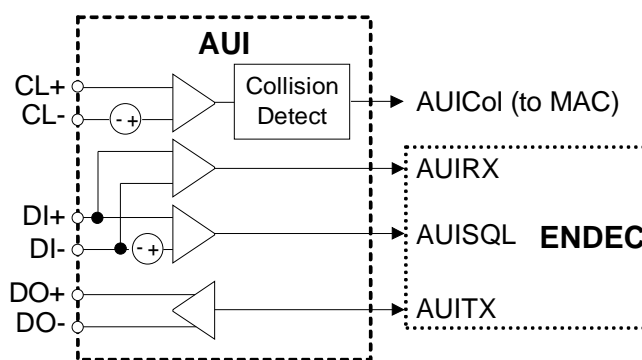 AUI
CL+
CL-
- +
Collision
Detect
AUICol (to MAC)
AUIRX
DI+
DI-
- +
AUISQL
ENDEC
DO+
DO-
AUITX